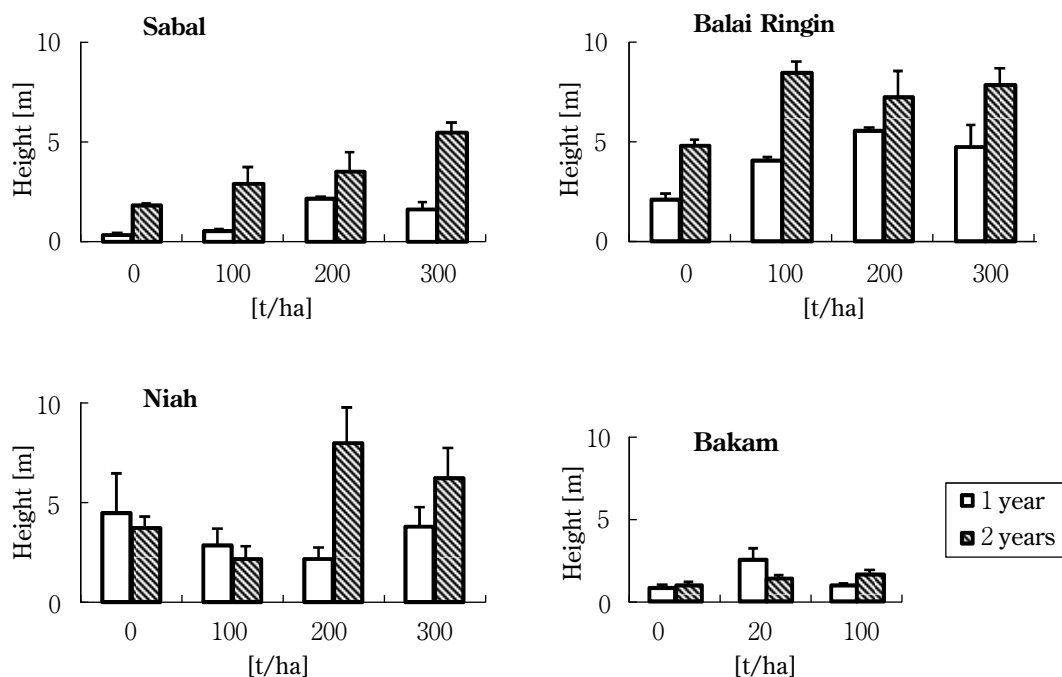 Sabal
10
5
0
Height [m]
0 100 200 300
[t/ha]
Balai Ringin
10
5
0
Height [m]
0 100 200 300
[t/ha]
Niah
10
5
0
Height [m]
0 100 200 300
[t/ha]
Bakam
10
5
0
Height [m]
0 20 100
[t/ha]
1 year
2 years